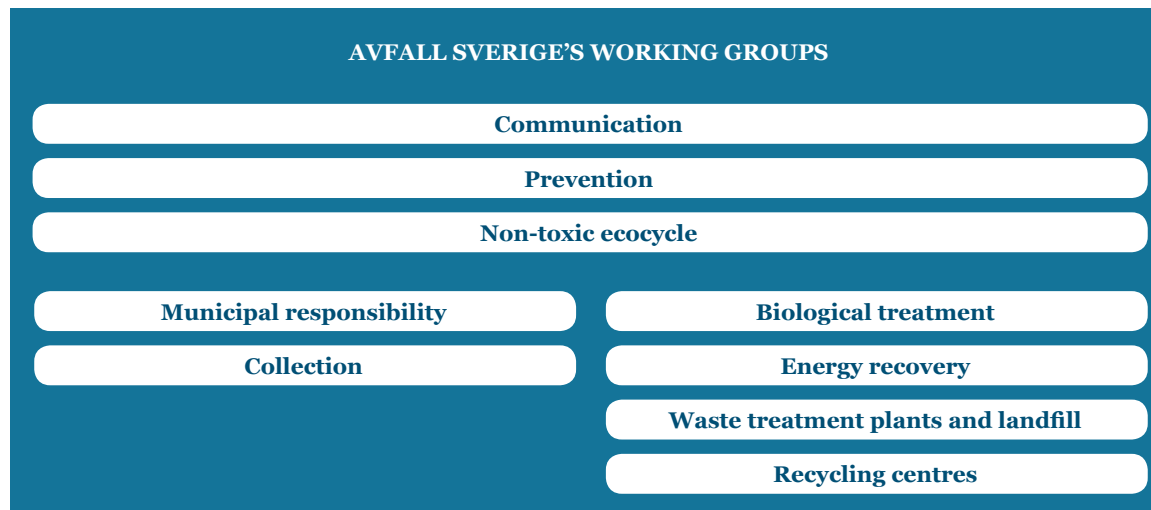 AVFALL SVERIGE’S WORKING GROUPS
Communication
Prevention
Non-toxic ecocycle
Municipal responsibility
Collection
Biological treatment
Energy recovery
Waste treatment plants and landfill
Recycling centres